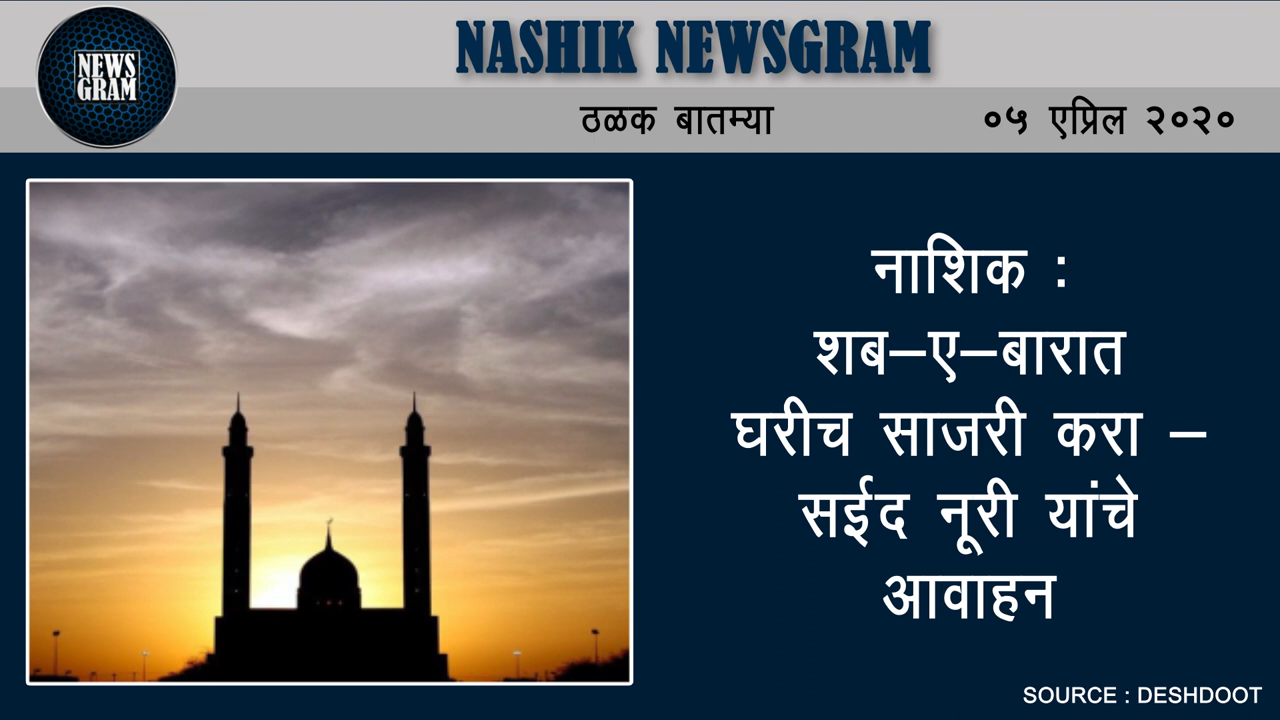 NEWS
GRAM
NASHIK NEWSGRAM
ठळक बातम्या
०५ एप्रिल २०२०
नाशिक :
शब–ए–बारात
घरीच साजरी करा –
सईद नूरी यांचे
आवाहन
SOURCE : DESHDOOT